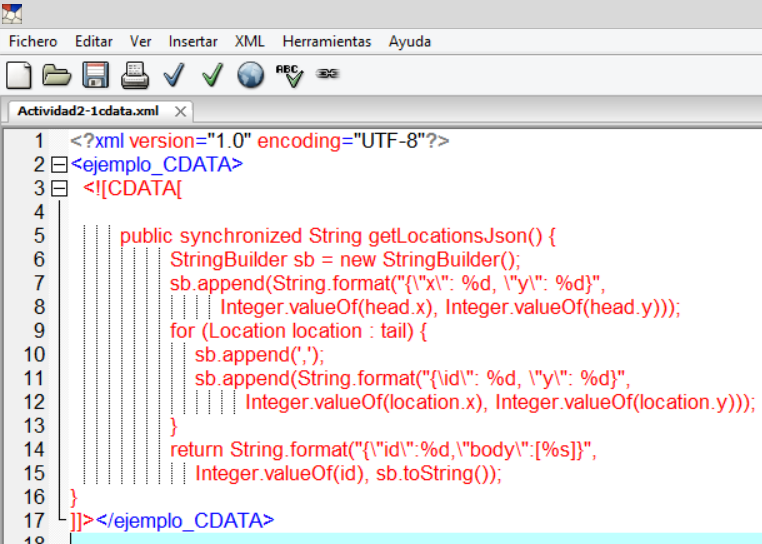 Fichero Editar Ver Insertar XML Herramientas Ayuda
ABC
Actividad2-1cdata.xml
1 <?xml version="1.0" encoding="UTF-8"?>
2 <ejemplo_CDATA>
3 <![CDATA[
4
5 public synchronized String getLocationsJson() {
6 StringBuilder sb = new StringBuilder();
7 sb.append(String.format("{\"x\": %d, \"y\": %d}",
8 Integer.valueOf(head.x), Integer.valueOf(head.y)));
9 for (Location location : tail) {
10 sb.append(',');
11 sb.append(String.format("{\id\": %d, \"y\": %d}",
12 Integer.valueOf(location.x), Integer.valueOf(location.y)));
13 }
14 return String.format("{\"id\":%d,\"body\":[%s]}",
15 Integer.valueOf(id), sb.toString());
16 }
17 ]]></ejemplo_CDATA>
18